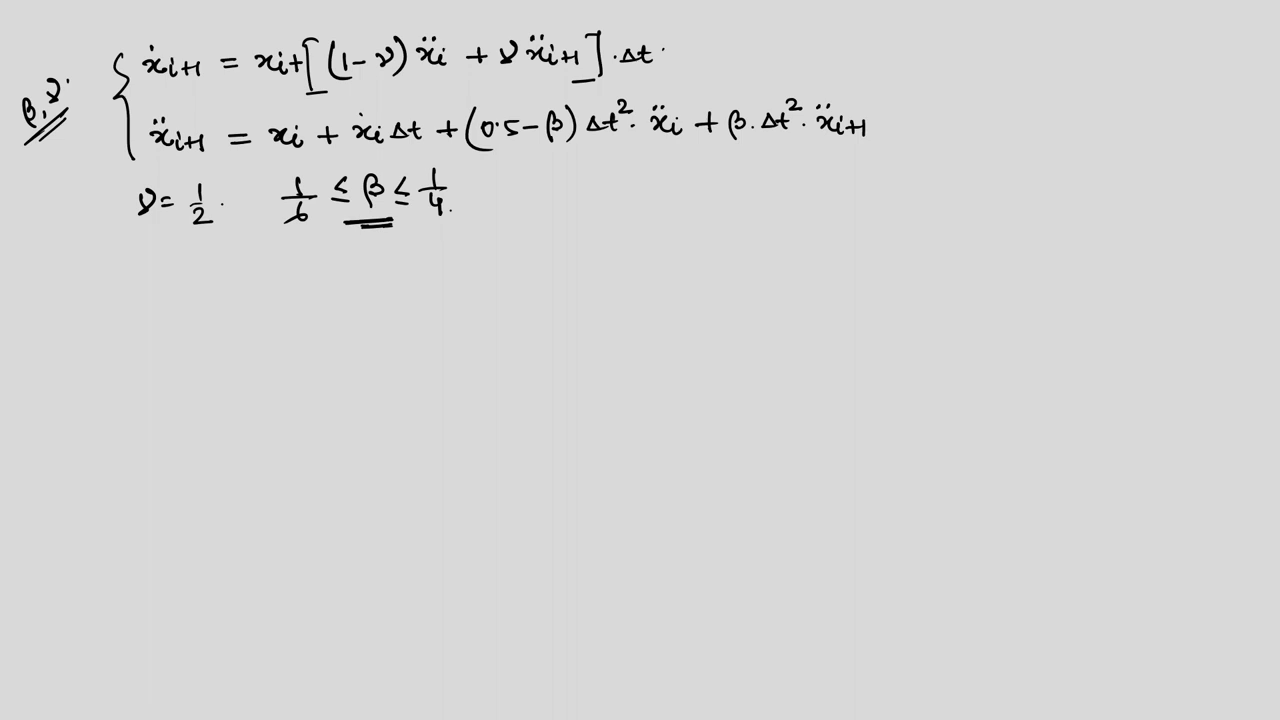 ẋᵢ₊₁ = xᵢ + [(1-γ) ẍᵢ + γ ẍᵢ₊₁] · Δt
β, γ
ẍᵢ₊₁ = xᵢ + ẋᵢ Δt + (0.5-β) Δt² · ẍᵢ + β · Δt² · ẍᵢ₊₁
γ = 1/2 . 1/6 ≤ β ≤ 1/4 .